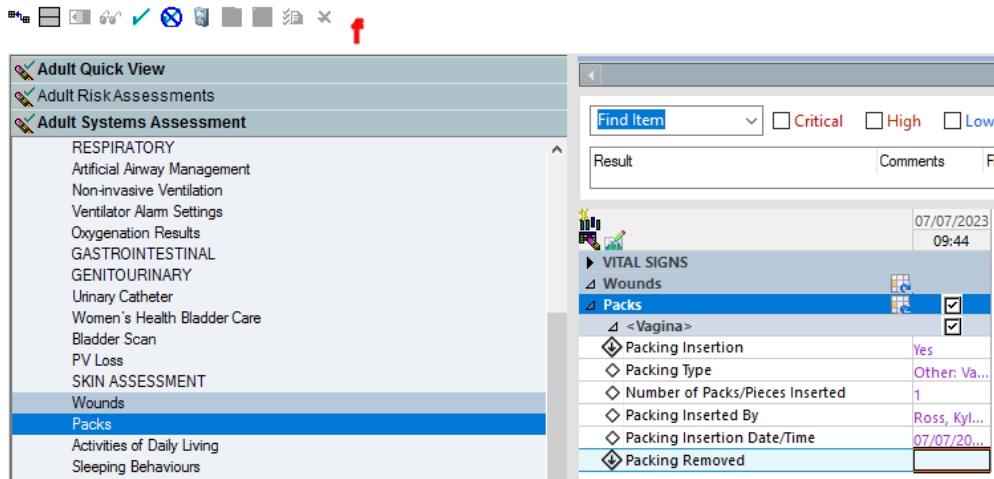 f
Adult Quick View
Adult Risk Assessments
Adult Systems Assessment
RESPIRATORY
Artificial Airway Management
Non-invasive Ventilation
Ventilator Alarm Settings
Oxygenation Results
GASTROINTESTINAL
GENITOURINARY
Urinary Catheter
Women's Health Bladder Care
Bladder Scan
PV Loss
SKIN ASSESSMENT
Wounds
Packs
Activities of Daily Living
Sleeping Behaviours
Find Item Critical High Low
Result Comments F
07/07/2023
09:44
VITAL SIGNS
Wounds
Packs
<Vagina>
Packing Insertion Yes
Packing Type Other: Va...
Number of Packs/Pieces Inserted 1
Packing Inserted By Ross, Kyl...
Packing Insertion Date/Time 07/07/20...
Packing Removed